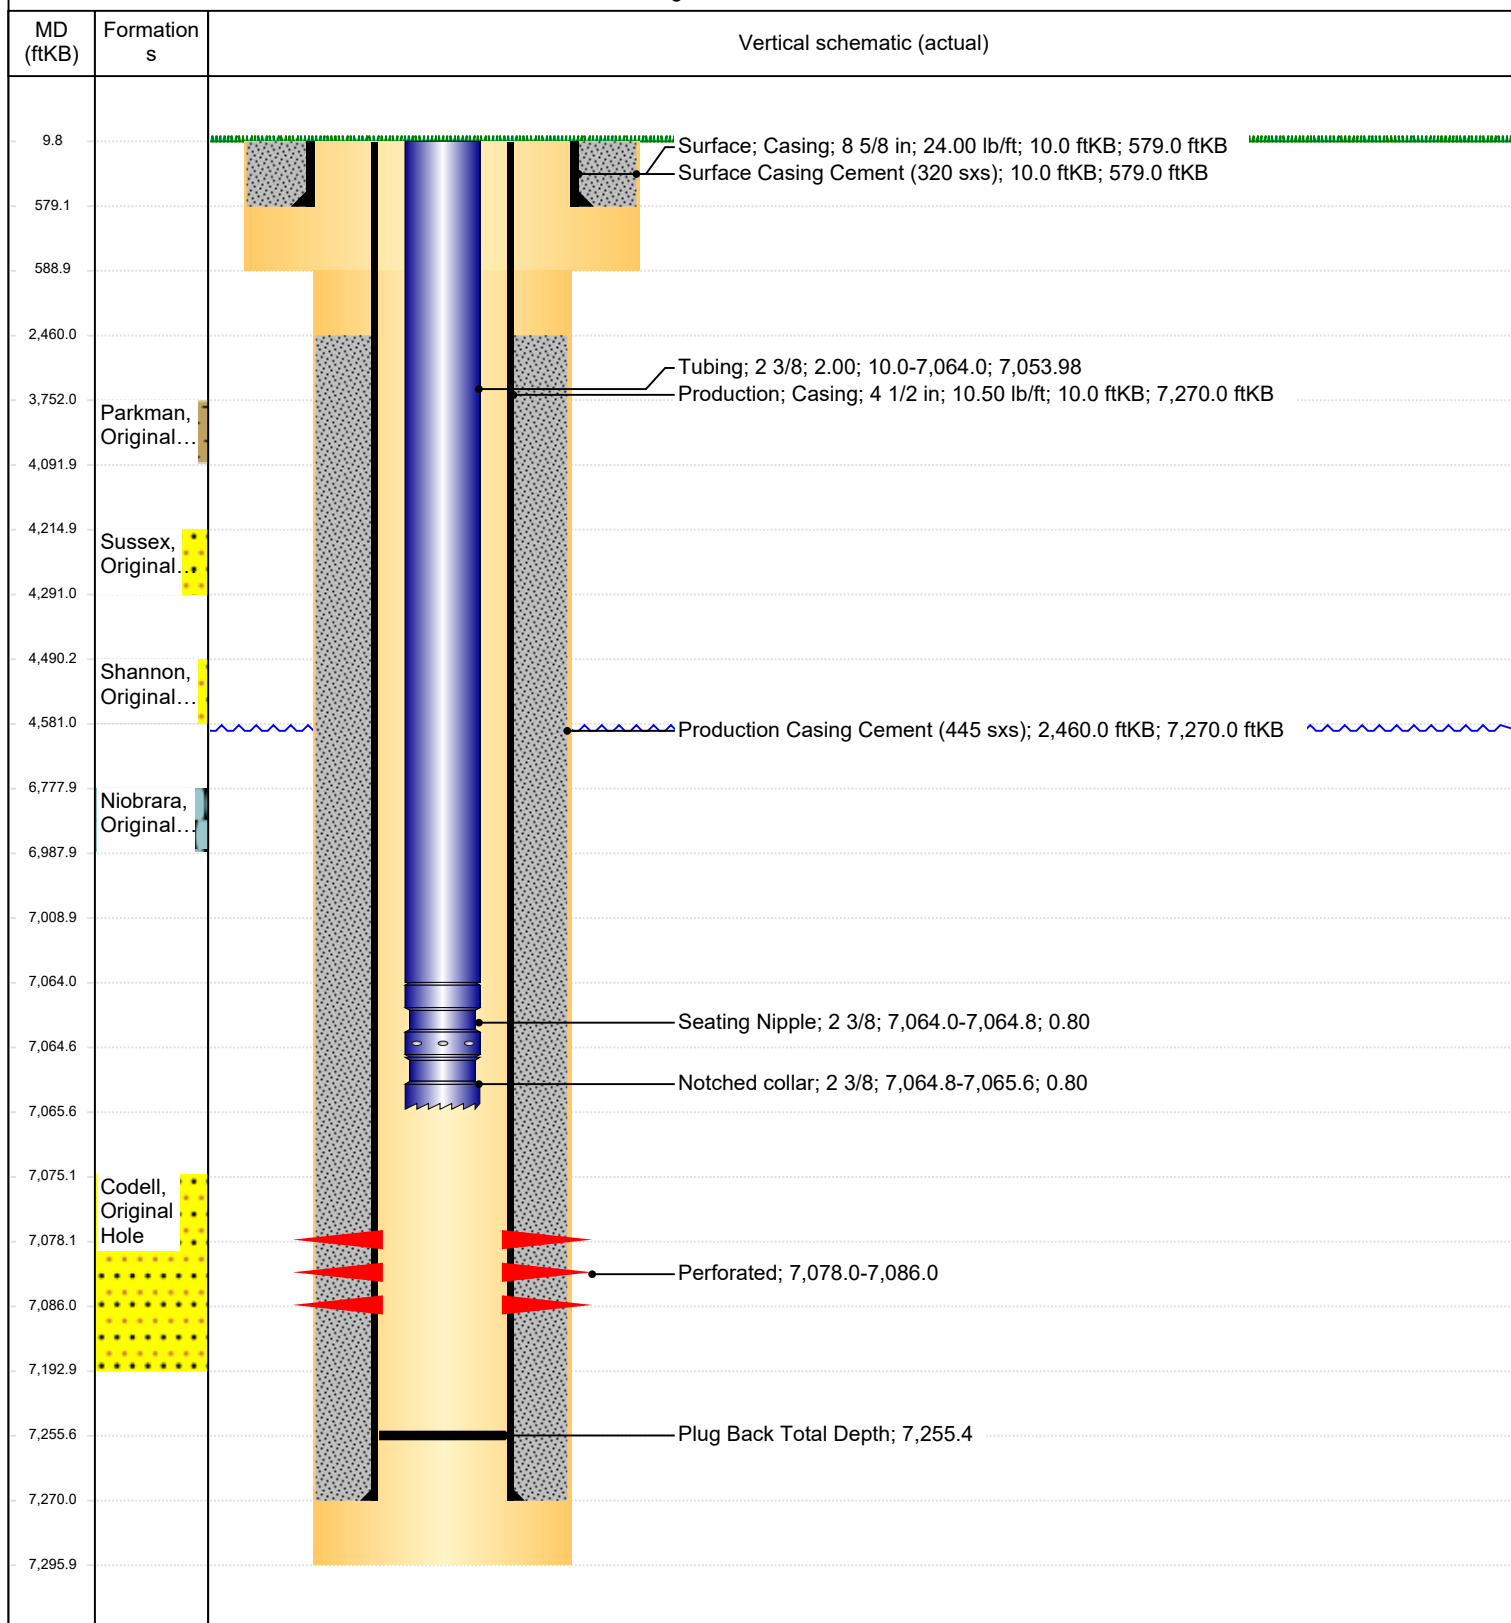 MD
(ftKB)
Formation
s
Vertical schematic (actual)
9.8
Surface; Casing; 8 5/8 in; 24.00 lb/ft; 10.0 ftKB; 579.0 ftKB
Surface Casing Cement (320 sxs); 10.0 ftKB; 579.0 ftKB
579.1
588.9
2,460.0
Tubing; 2 3/8; 2.00; 10.0-7,064.0; 7,053.98
Production; Casing; 4 1/2 in; 10.50 lb/ft; 10.0 ftKB; 7,270.0 ftKB
3,752.0
Parkman,
Original…
4,091.9
4,214.9
Sussex,
Original…
4,291.0
4,490.2
Shannon,
Original…
4,581.0
Production Casing Cement (445 sxs); 2,460.0 ftKB; 7,270.0 ftKB
6,777.9
Niobrara,
Original…
6,987.9
7,008.9
7,064.0
Seating Nipple; 2 3/8; 7,064.0-7,064.8; 0.80
7,064.6
Notched collar; 2 3/8; 7,064.8-7,065.6; 0.80
7,065.6
7,075.1
Codell,
Original
Hole
7,078.1
Perforated; 7,078.0-7,086.0
7,086.0
7,192.9
7,255.6
Plug Back Total Depth; 7,255.4
7,270.0
7,295.9